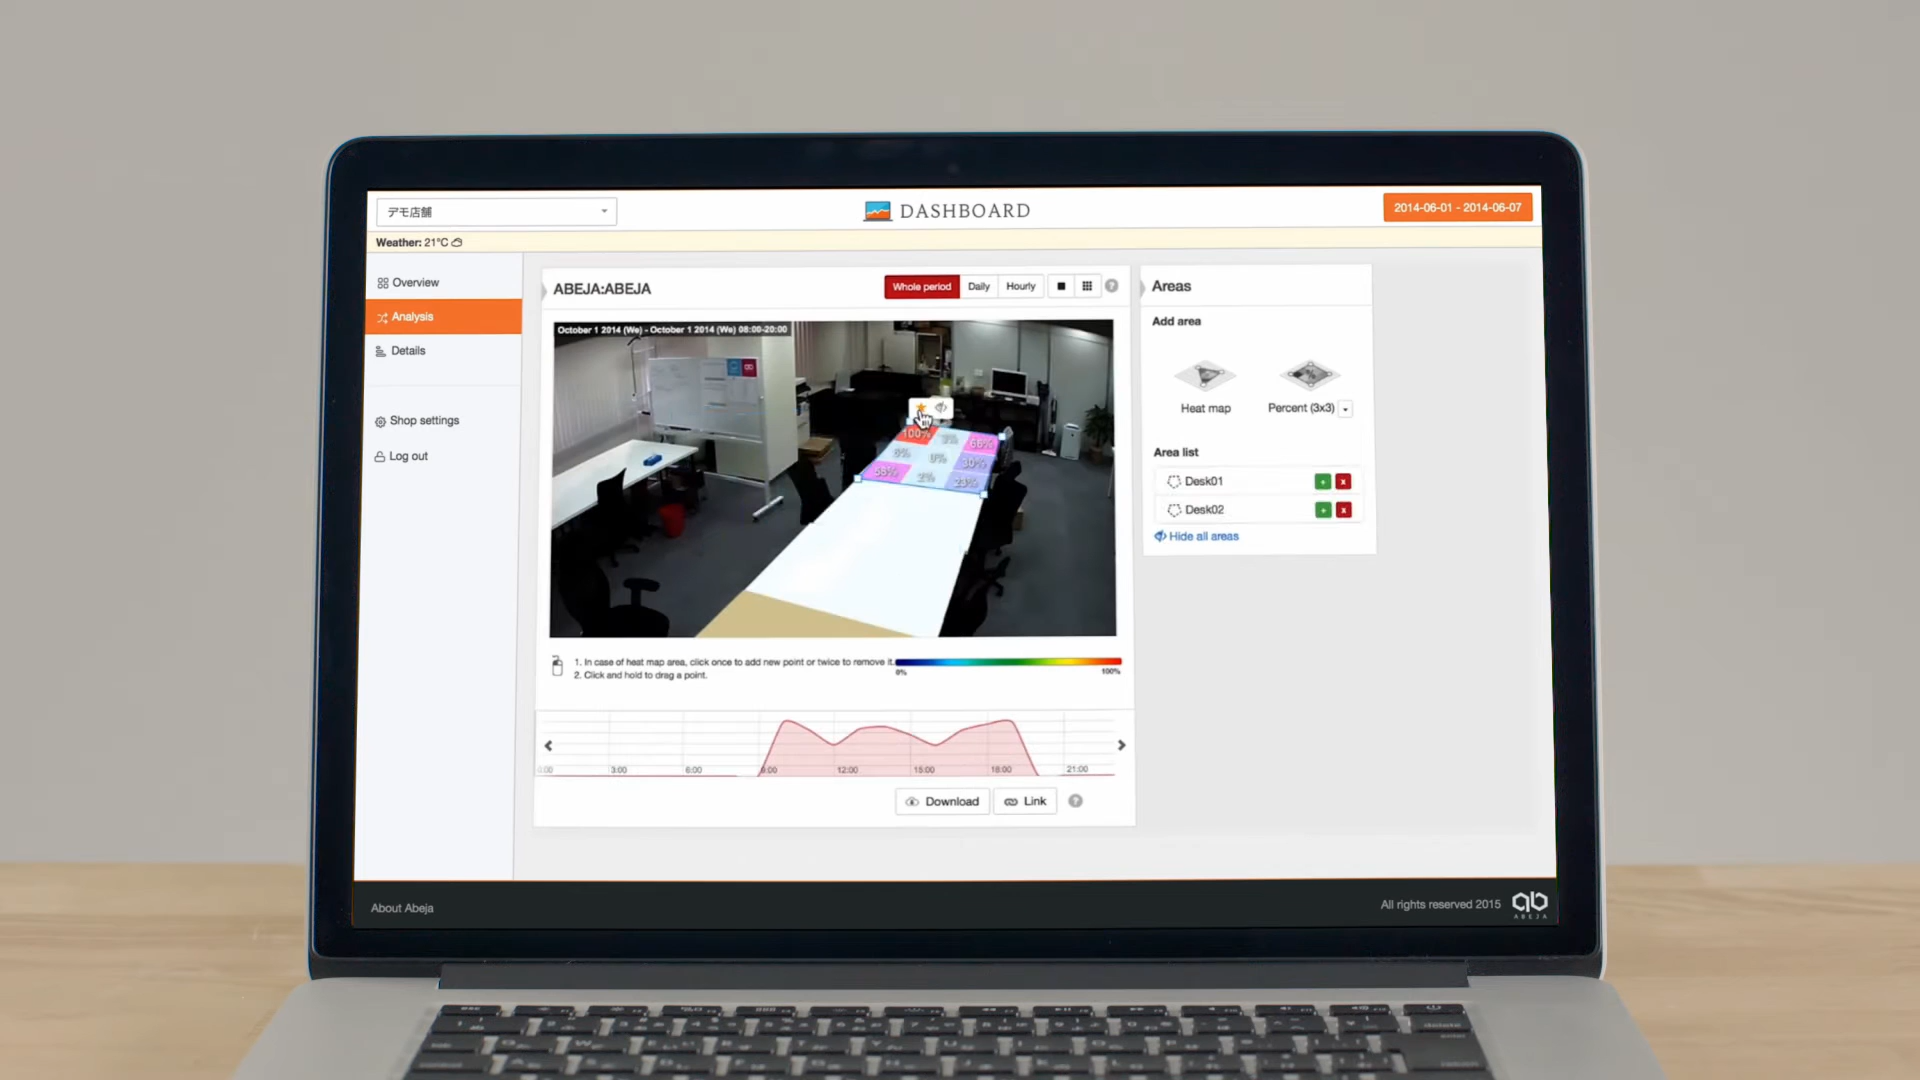 デモ店舗
DASHBOARD
2014-06-01 - 2014-06-07
Weather: 21°C
Overview
Analysis
Details
Shop settings
Log out
ABEJA:ABEJA
Whole period
Daily
Hourly
October 1 2014 (We) - October 1 2014 (We) 08:00-20:00
100%
66%
30%
58%
2%
23%
1. In case of heat map area, click once to add new point or twice to remove it.
2. Click and hold to drag a point.
0%
100%
3:00
6:00
9:00
12:00
15:00
18:00
21:00
Download
Link
Areas
Add area
Heat map
Percent (3x3)
Area list
Desk01
Desk02
Hide all areas
About Abeja
All rights reserved 2015
ABEJA